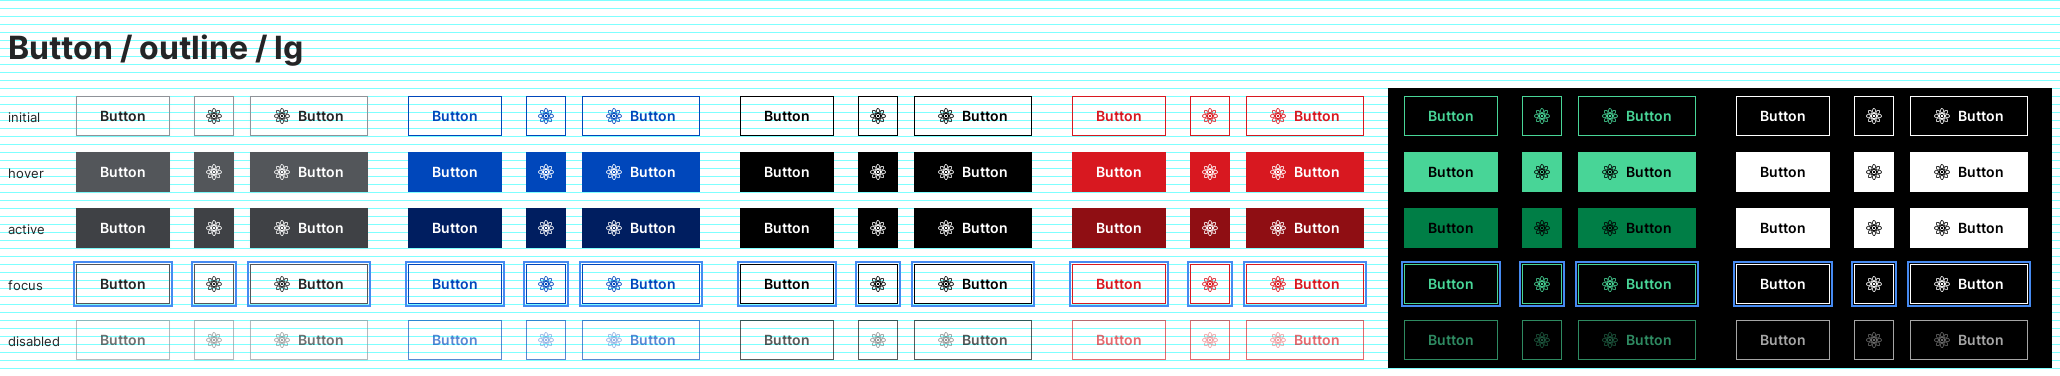 Button / outline / lg
initial Button Button Button Button Button Button Button Button Button Button Button Button
hover Button Button Button Button Button Button Button Button Button Button Button Button
active Button Button Button Button Button Button Button Button Button Button Button Button
focus Button Button Button Button Button Button Button Button Button Button Button Button
disabled Button Button Button Button Button Button Button Button Button Button Button Button